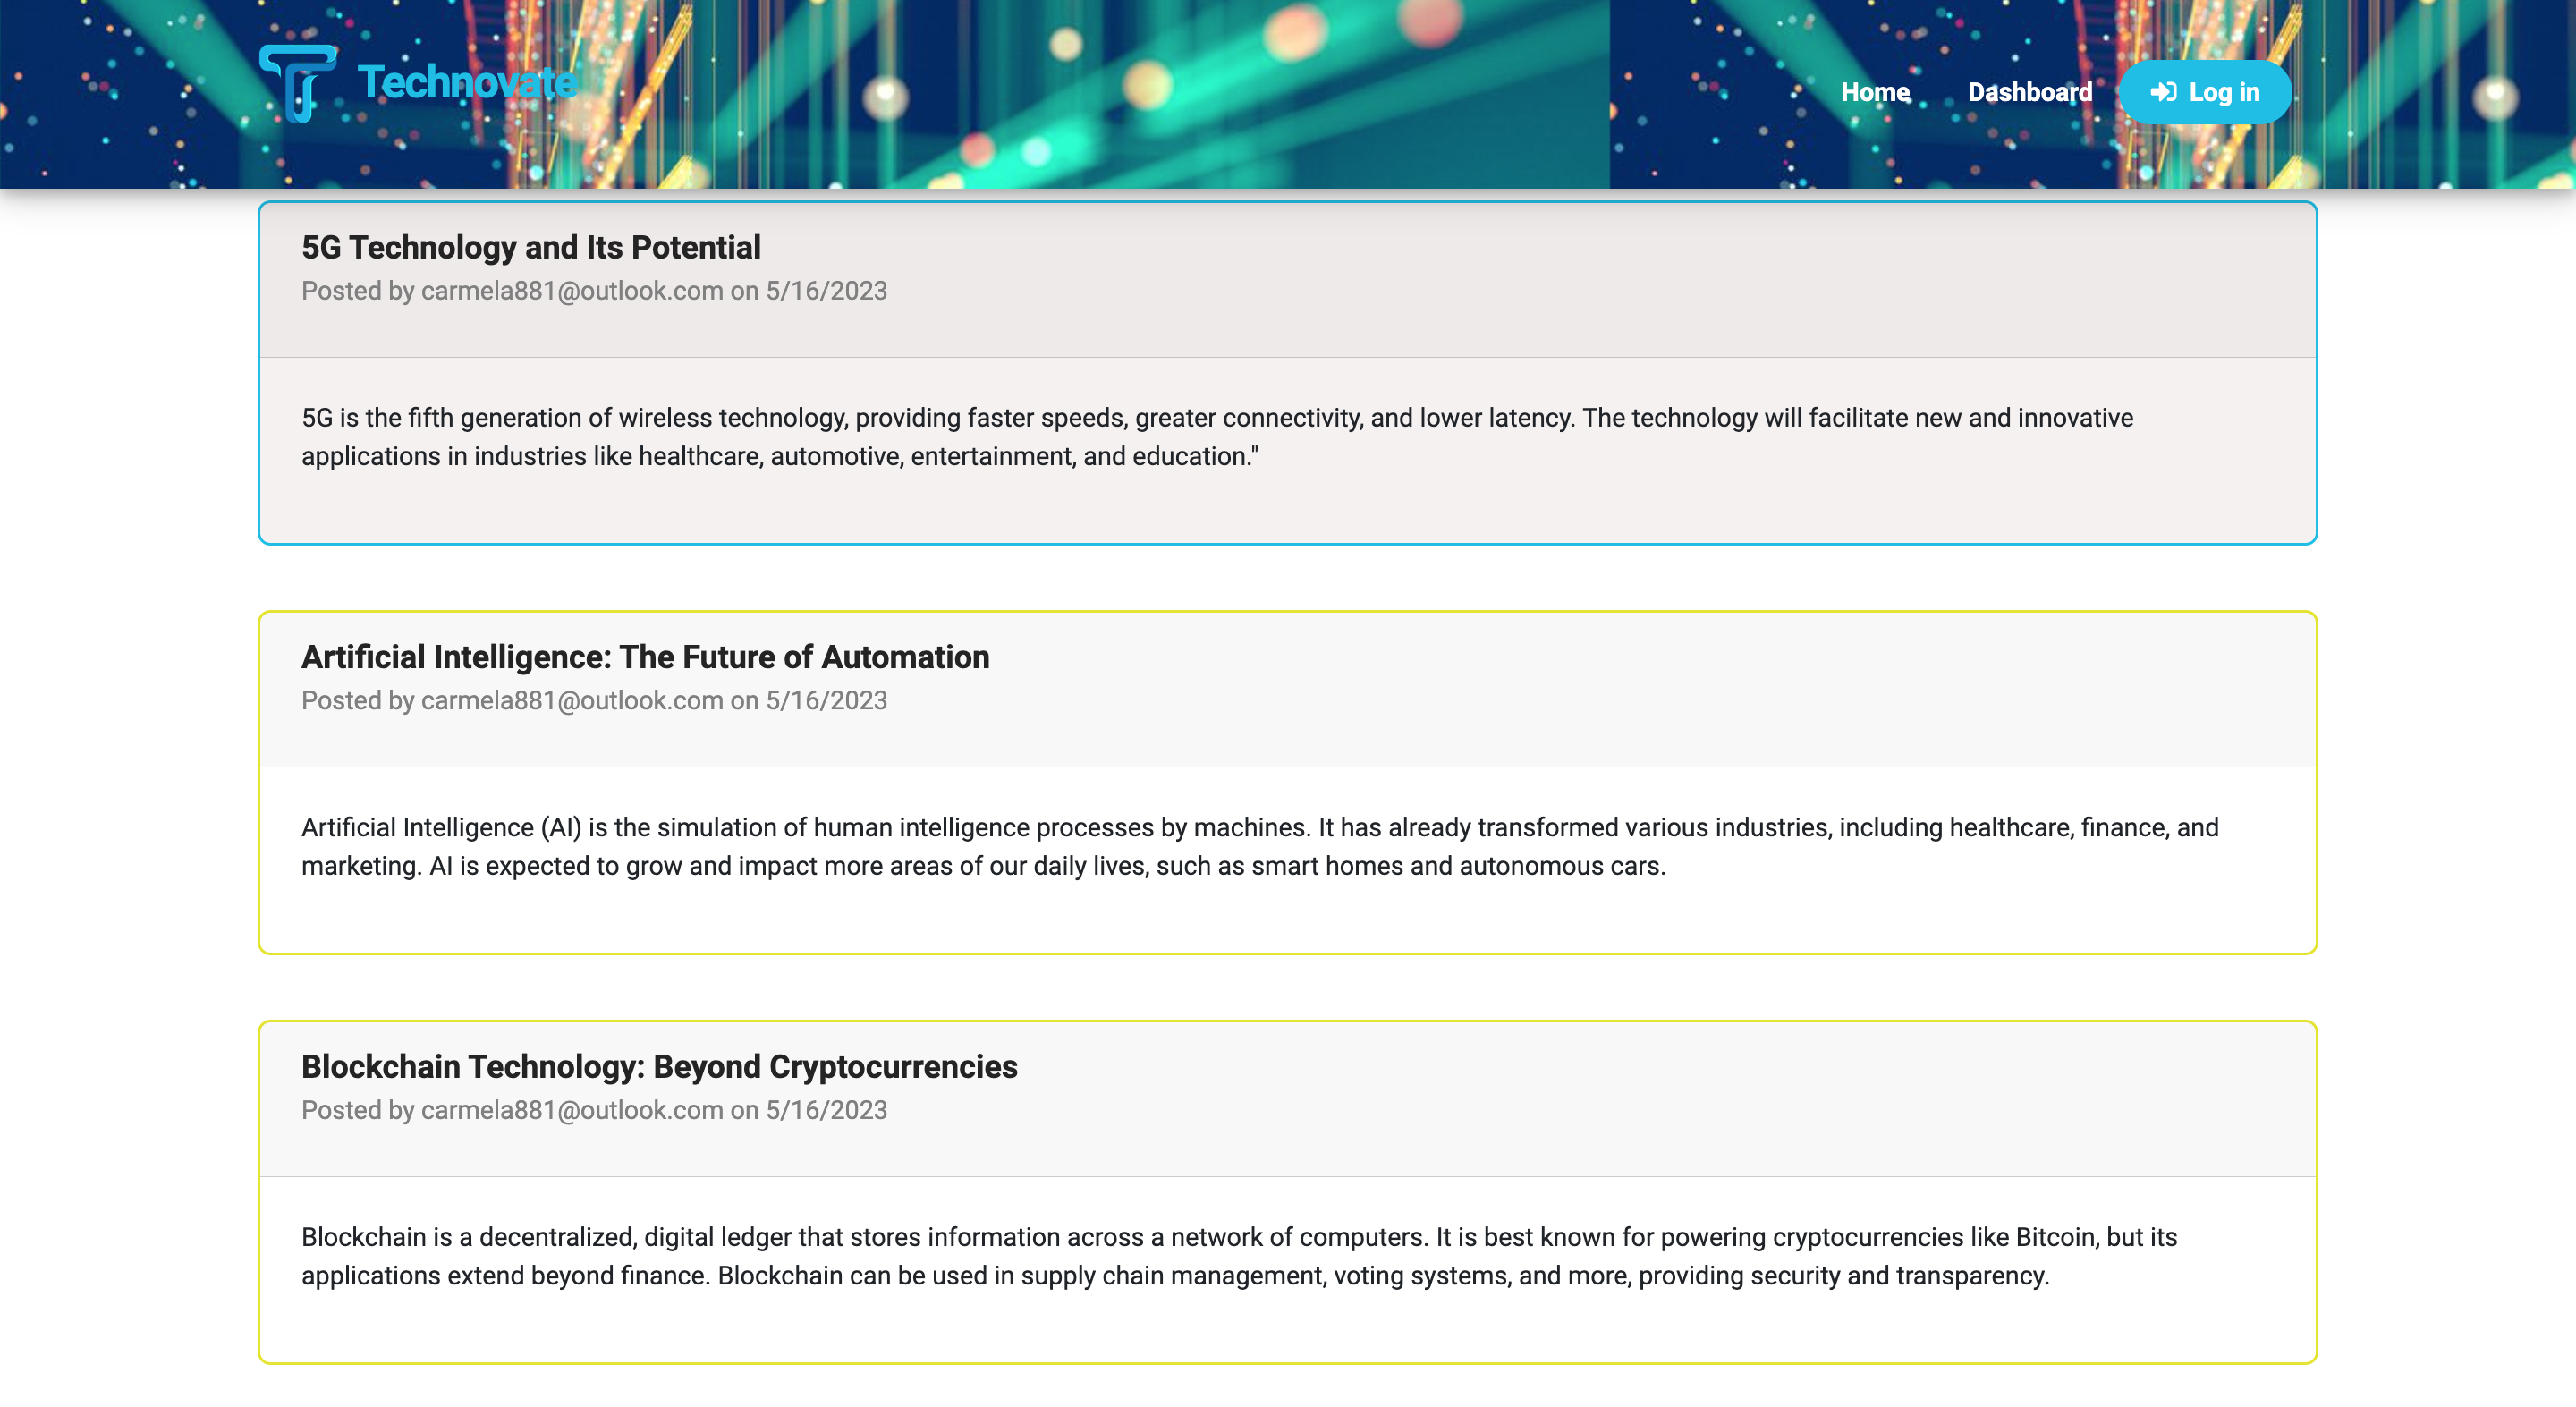 Technovate
Home Dashboard Log in
5G Technology and Its Potential
Posted by carmela881@outlook.com on 5/16/2023
5G is the fifth generation of wireless technology, providing faster speeds, greater connectivity, and lower latency. The technology will facilitate new and innovative
applications in industries like healthcare, automotive, entertainment, and education."
Artificial Intelligence: The Future of Automation
Posted by carmela881@outlook.com on 5/16/2023
Artificial Intelligence (AI) is the simulation of human intelligence processes by machines. It has already transformed various industries, including healthcare, finance, and
marketing. AI is expected to grow and impact more areas of our daily lives, such as smart homes and autonomous cars.
Blockchain Technology: Beyond Cryptocurrencies
Posted by carmela881@outlook.com on 5/16/2023
Blockchain is a decentralized, digital ledger that stores information across a network of computers. It is best known for powering cryptocurrencies like Bitcoin, but its
applications extend beyond finance. Blockchain can be used in supply chain management, voting systems, and more, providing security and transparency.